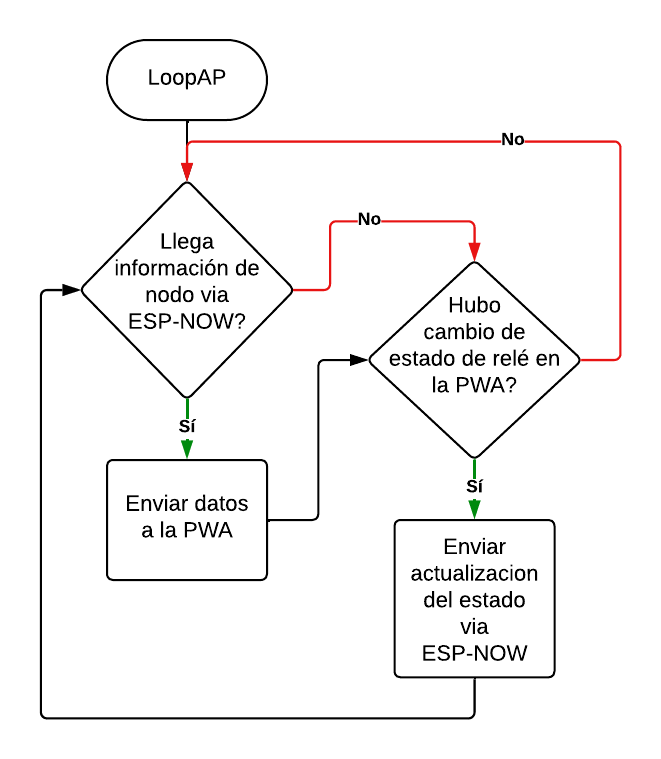 LoopAP
No
Llega
información de
nodo via
ESP-NOW?
No
Hubo
cambio de
estado de relé en
la PWA?
Sí
Enviar datos
a la PWA
Sí
Enviar
actualizacion
del estado
via
ESP-NOW